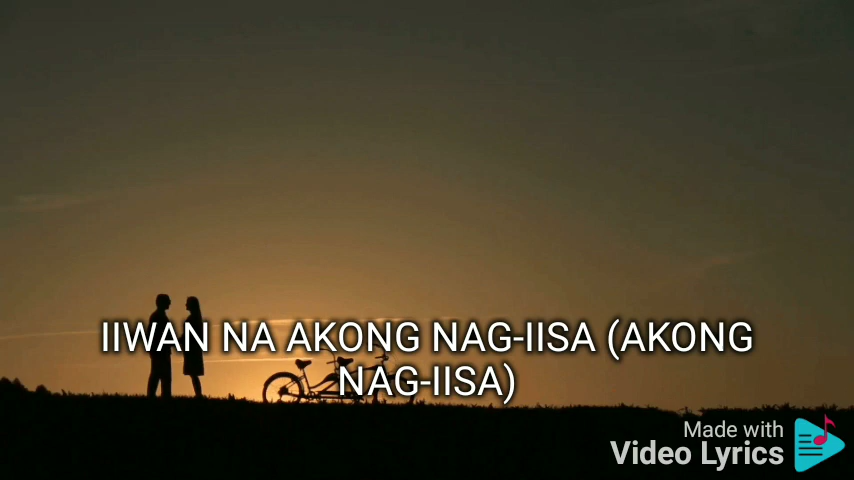 IIWAN NA AKONG NAG-IISA (AKONG
NAG-IISA)
Made with
Video Lyrics